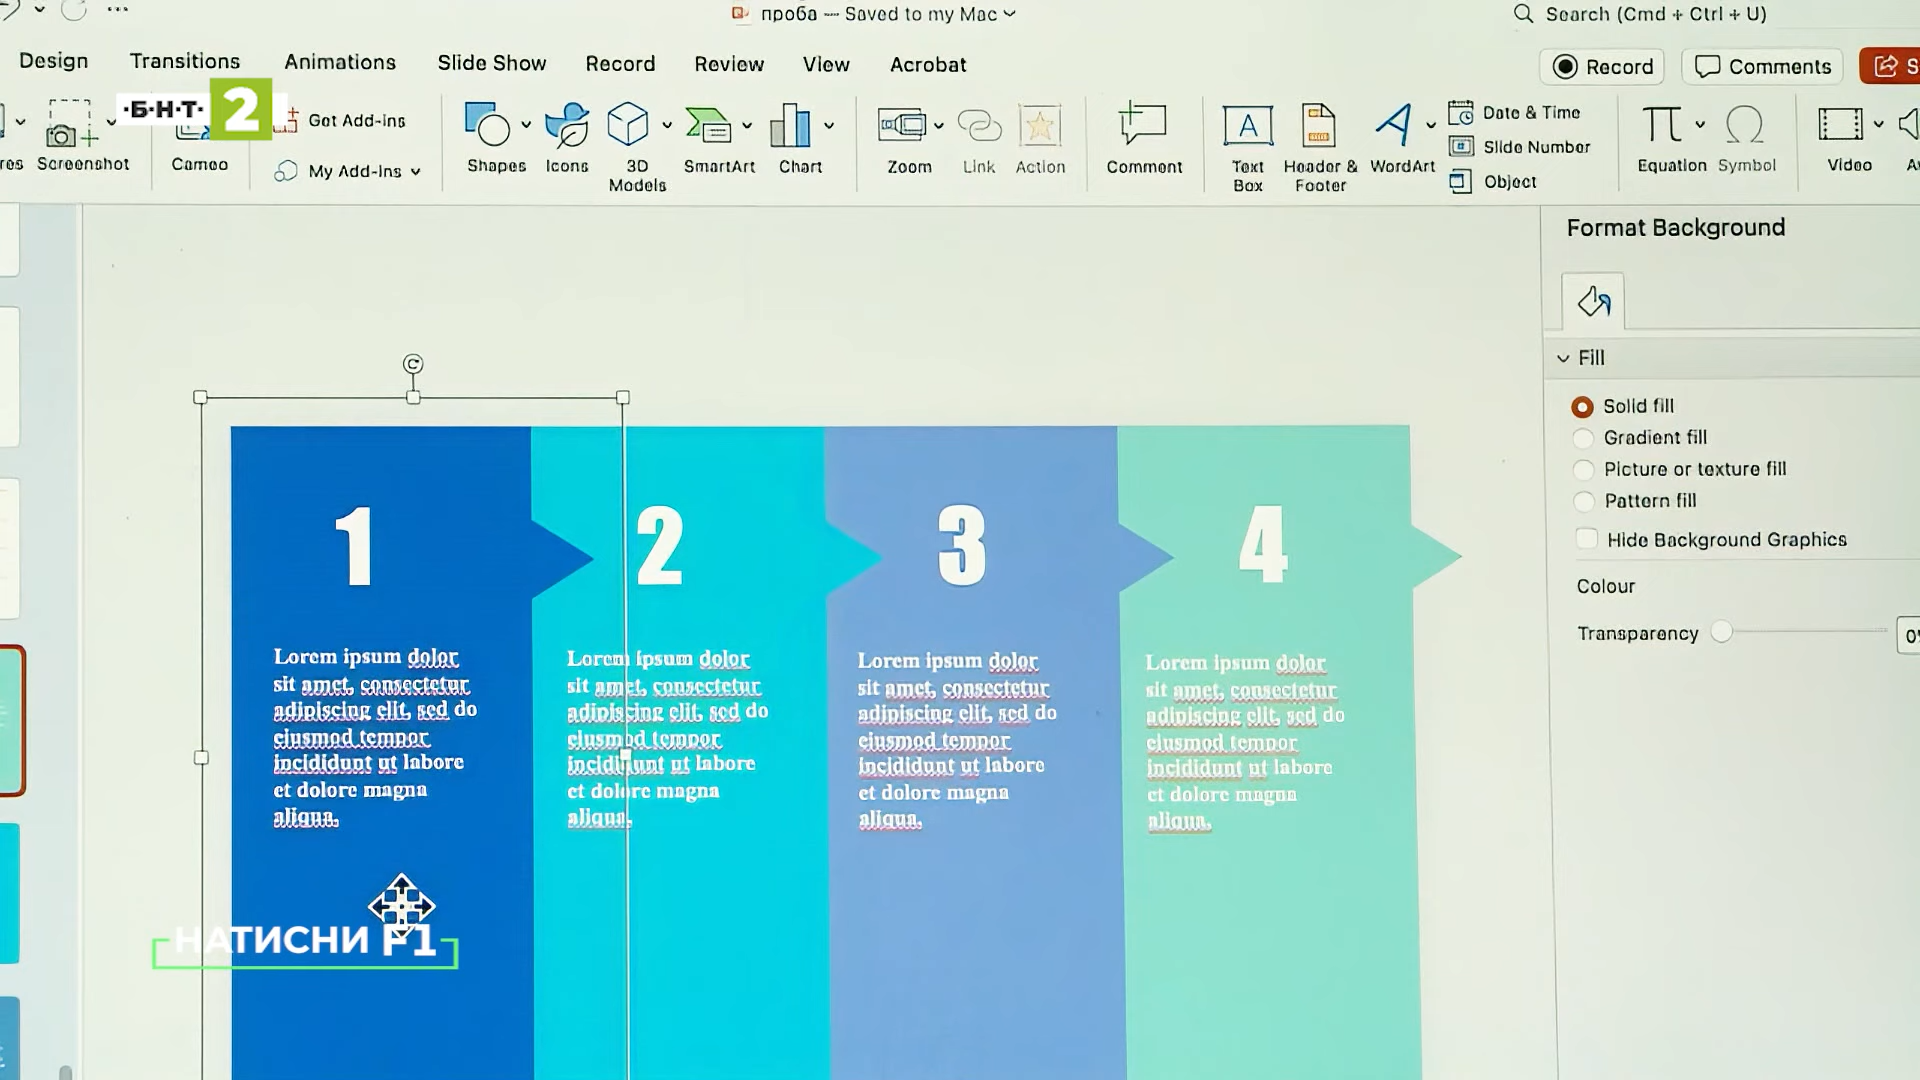 проба — Saved to my Mac
Search (Cmd + Ctrl + U)
Design
Transitions
Animations
Slide Show
Record
Review
View
Acrobat
Record
Comments
·Б·Н·Т· 2
Screenshot
Cameo
Get Add-ins
My Add-ins
Shapes
Icons
3D
Models
SmartArt
Chart
Zoom
Link
Action
Comment
Text
Box
Header &
Footer
WordArt
Date & Time
Slide Number
Object
Equation
Symbol
Video
Format Background
Fill
Solid fill
Gradient fill
Picture or texture fill
Pattern fill
Hide Background Graphics
Colour
Transparency
1
Lorem ipsum dolor
sit amet, consectetur
adipiscing elit, sed do
eiusmod tempor
incididunt ut labore
et dolore magna
aliqua.
2
Lorem ipsum dolor
sit amet, consectetur
adipiscing elit, sed do
eiusmod tempor
incididunt ut labore
et dolore magna
aliqua.
3
Lorem ipsum dolor
sit amet, consectetur
adipiscing elit, sed do
eiusmod tempor
incididunt ut labore
et dolore magna
aliqua.
4
Lorem ipsum dolor
sit amet, consectetur
adipiscing elit, sed do
eiusmod tempor
incididunt ut labore
et dolore magna
aliqua.
НАТИСНИ F1